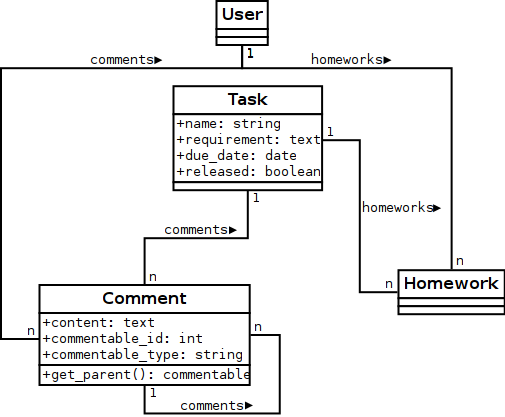 User
1
comments▶
homeworks▶
Task
+name: string
+requirement: text
+due_date: date
+released: boolean
1
1
homeworks▶
comments▶
n
n
n
Homework
Comment
+content: text
+commentable_id: int
+commentable_type: string
+get_parent(): commentable
n
n
1
comments▶